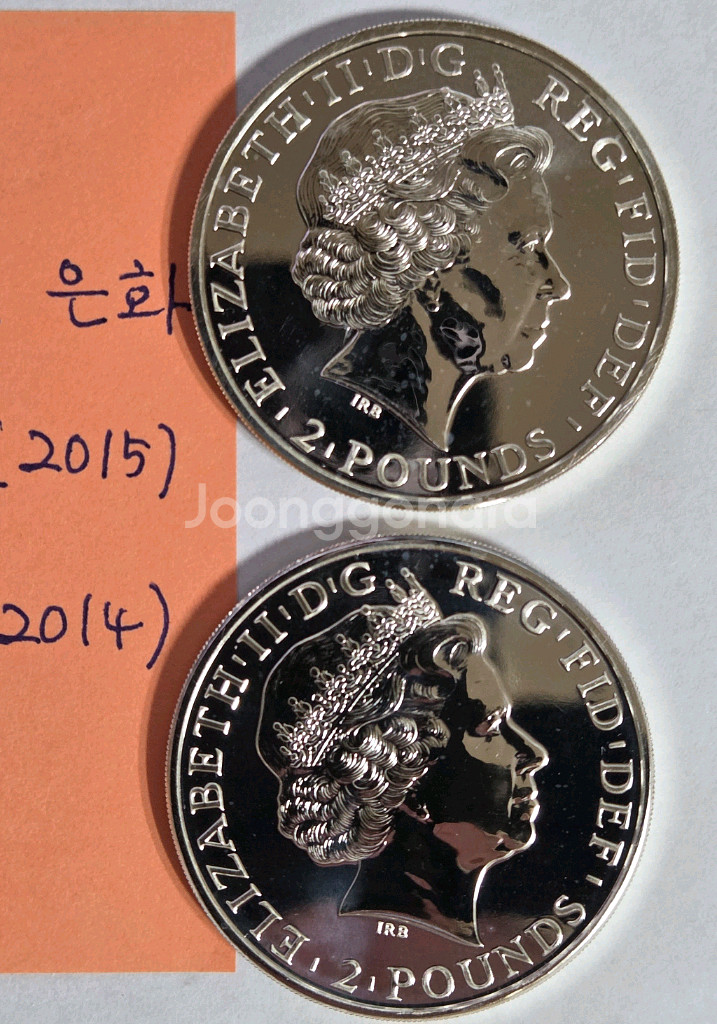 은화
(2015)
2014)
ELIZABETH·II·D·G REG·FID·DEF·
2·POUNDS
IRB
Joonggonara
ELIZABETH·II·D·G REG·FID·DEF·
2·POUNDS
IRB